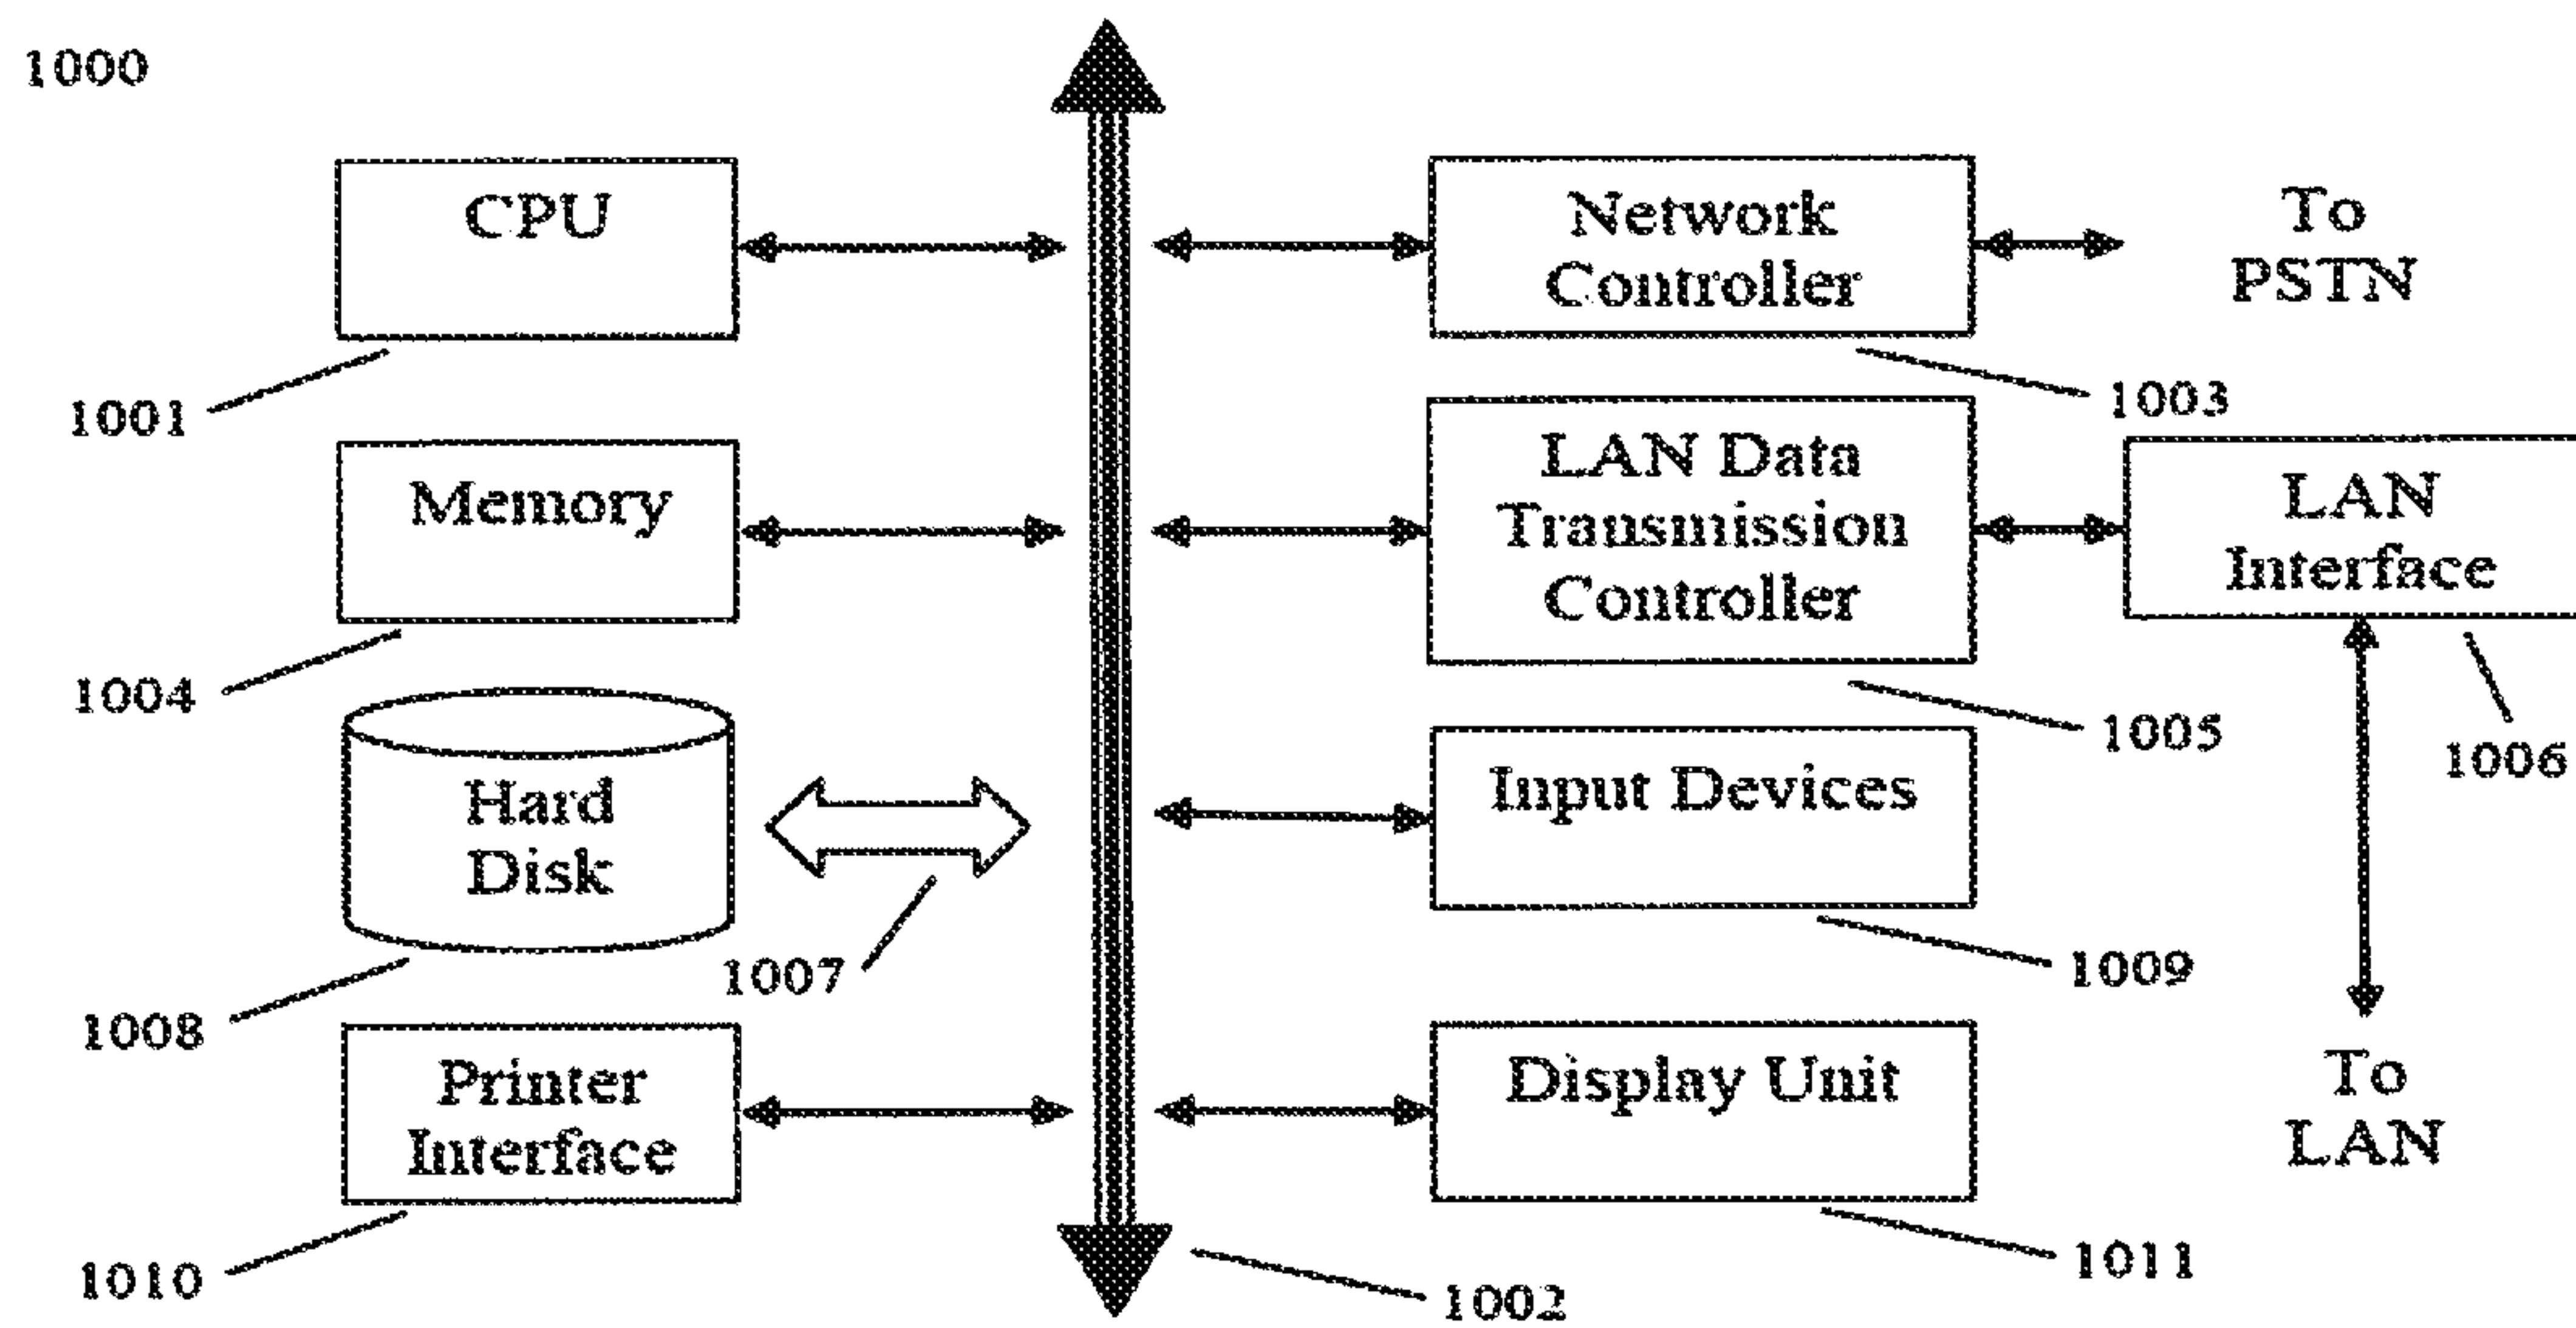 1000
CPU
1001
Network
Controller
To
PSTN
1003
Memory
1004
LAN Data
Transmission
Controller
1005
LAN
Interface
1006
Hard
Disk
1008
1007
Input Devices
1009
To
LAN
Printer
Interface
1010
Display Unit
1011
1002